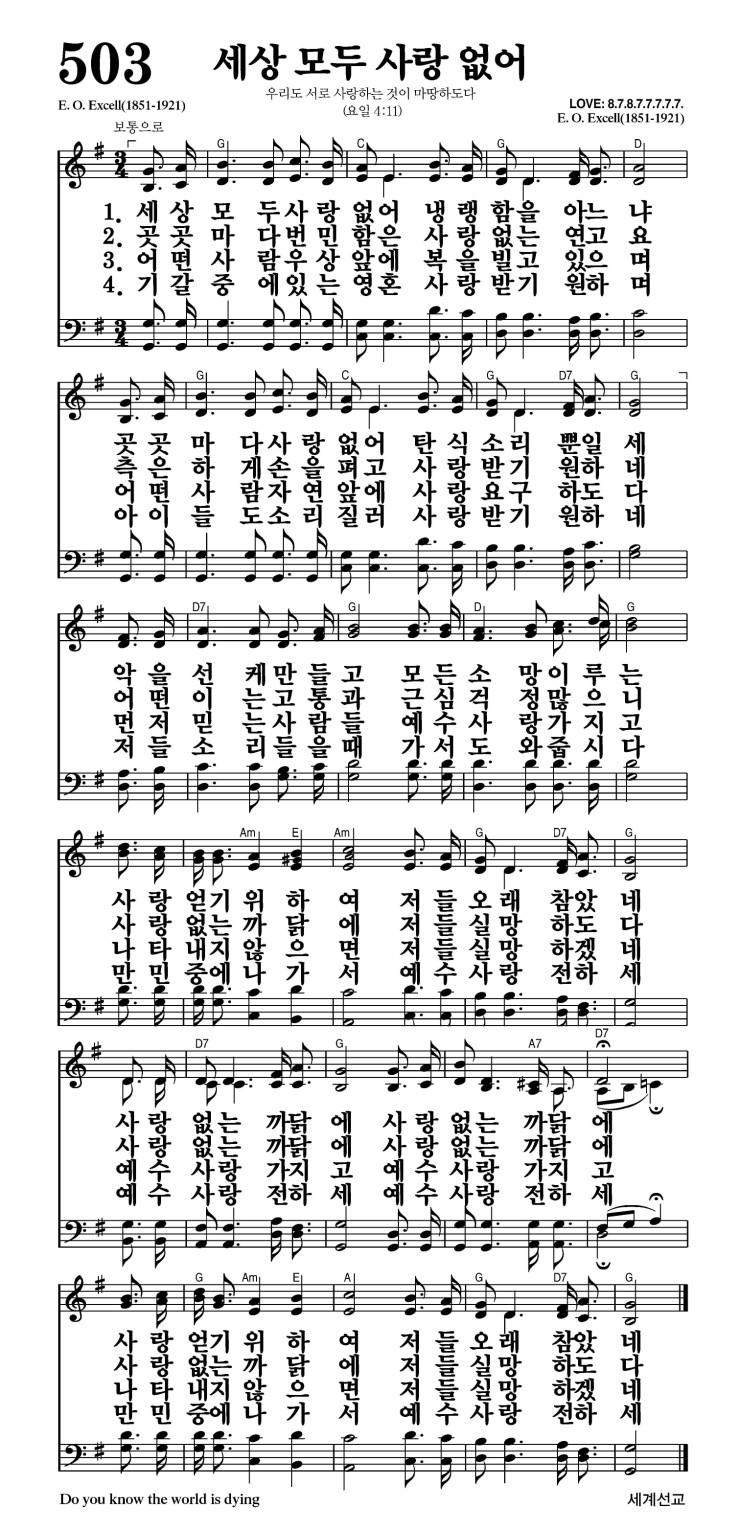 503 세상 모두 사랑 없어
우리도 서로 사랑하는 것이 마땅하도다
E. O. Excell(1851-1921) (요일 4:11) LOVE: 8.7.8.7.7.7.7.7.
보통으로 E. O. Excell(1851-1921)
G C G D
3/4
1. 세 상 모 두 사 랑 없 어 냉 랭 함 을 아 느 냐
2. 곳 곳 마 다 번 민 함 은 사 랑 없 는 연 고 요
3. 어 떤 사 람 우 상 앞 에 복 을 빌 고 있 으 며
4. 기 갈 중 에 있 는 영 혼 사 랑 받 기 원 하 며
3/4
G C G D7 G
곳 곳 마 다 사 랑 없 어 탄 식 소 리 뿐 일 세
측 은 하 게 손 을 펴 고 사 랑 받 기 원 하 네
어 떤 사 람 자 연 앞 에 사 랑 요 구 하 도 다
아 이 들 도 소 리 질 러 사 랑 받 기 원 하 네
D7 G D G
악 을 선 케 만 들 고 모 든 소 망 이 루 는
어 떤 이 는 고 통 과 근 심 걱 정 많 으 니
먼 저 믿 는 사 람 들 예 수 사 랑 가 지 고
저 들 소 리 들 을 때 가 서 도 와 줍 시 다
Am E Am G D7 G
사 랑 얻 기 위 하 여 저 들 오 래 참 았 네
사 랑 없 는 까 닭 에 저 들 실 망 하 도 다
나 타 내 지 않 으 면 저 들 실 망 하 겠 네
만 민 중 에 나 가 서 예 수 사 랑 전 하 세
D7 G A7 D7
사 랑 없 는 까 닭 에 사 랑 없 는 까 닭 에
사 랑 없 는 까 닭 에 사 랑 없 는 까 닭 에
예 수 사 랑 가 지 고 예 수 사 랑 가 지 고
예 수 사 랑 전 하 세 예 수 사 랑 전 하 세
G Am E A G D7 G
사 랑 얻 기 위 하 여 저 들 오 래 참 았 네
사 랑 없 는 까 닭 에 저 들 실 망 하 도 다
나 타 내 지 않 으 면 저 들 실 망 하 겠 네
만 민 중 에 나 가 서 예 수 사 랑 전 하 세
Do you know the world is dying 세계선교